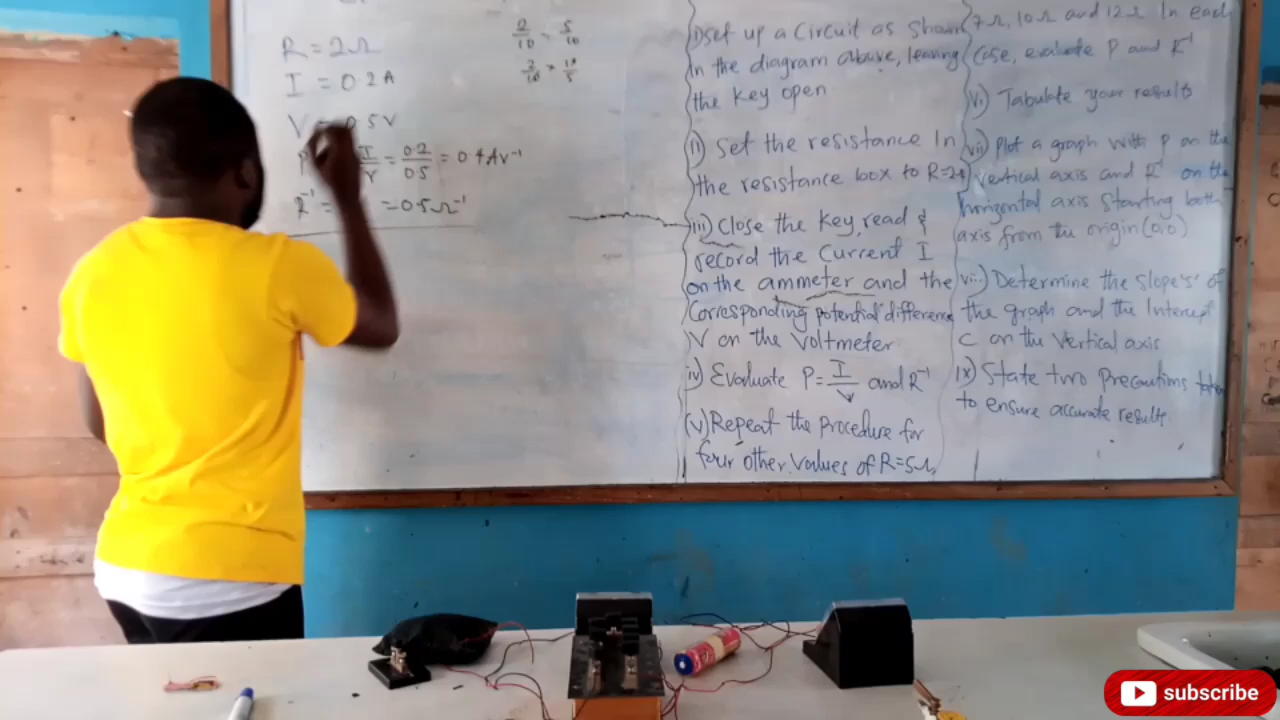 R = 2Ω
I = 0.2A
V = 0.5V
I/V = 0.2/0.5 = 0.4AV⁻¹
R⁻¹ = = 0.5Ω⁻¹
2/10 5/10
2/10 × 10/5
i) Set up a Circuit as shown
in the diagram above, leaving
the key open
ii) Set the resistance In
the resistance box to R=2Ω
iii) Close the key, read &
record the Current I
on the ammeter and the
Corresponding potential difference
V on the Voltmeter
iv) Evaluate P = I/V and R⁻¹
(v) Repeat the procedure for
four other Values of R=5Ω,
7Ω, 10Ω and 12Ω In each
Case, evaluate P and R⁻¹
vi) Tabulate your results
vii) Plot a graph with P on the
vertical axis and R⁻¹ on the
horizontal axis Starting both
axis from the origin (0,0)
viii) Determine the Slope 's' of
the graph and the Intercept
C on the Vertical axis
ix) State two precautions taken
to ensure accurate results
subscribe